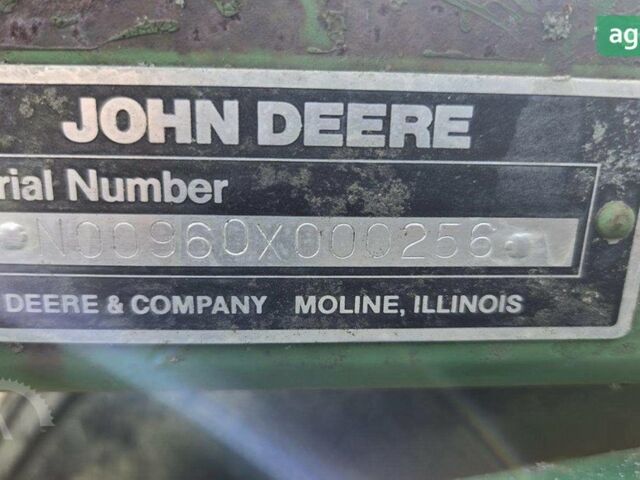 ag
JOHN DEERE
rial Number
N00960X000256
DEERE & COMPANY MOLINE, ILLINOIS